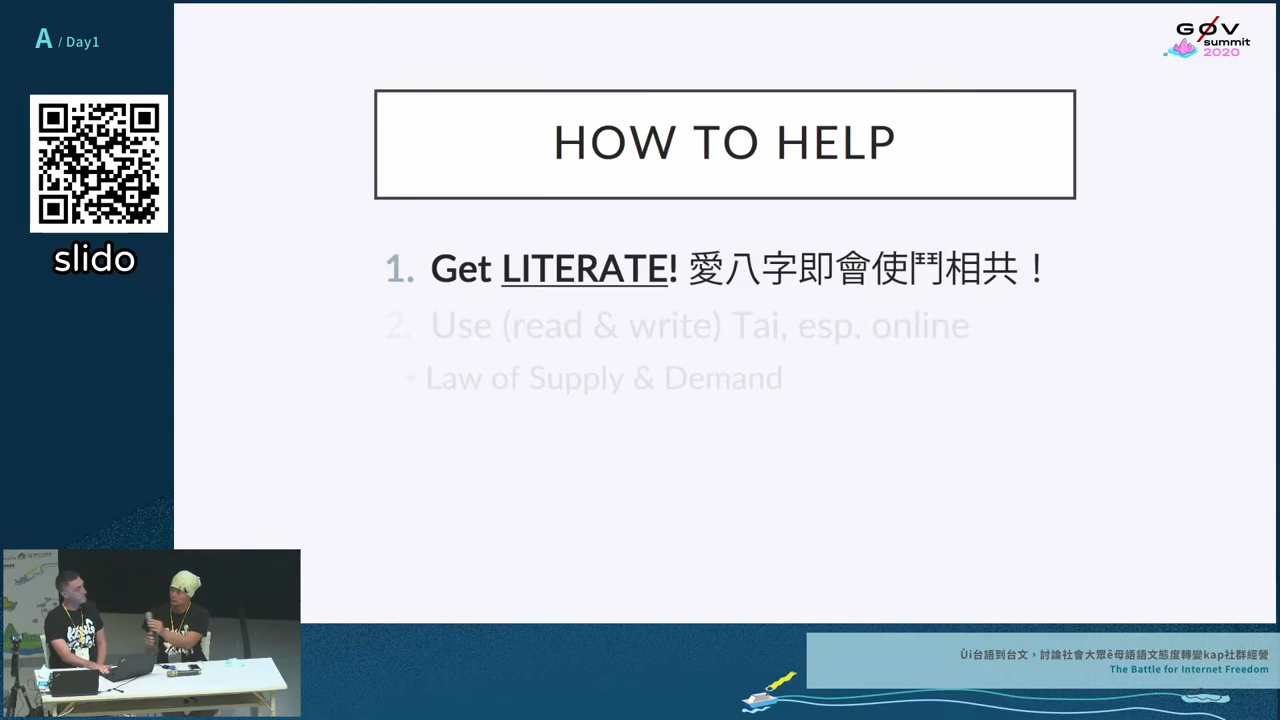 A / Day1
GØV
summit
2020
slido
HOW TO HELP
1. Get LITERATE! 愛八字即會使鬥相共！
2. Use (read & write) Tai, esp. online
• Law of Supply & Demand
Ùi台語到台文，討論社會大眾ê母語語文態度轉變kap社群經營
The Battle for Internet Freedom